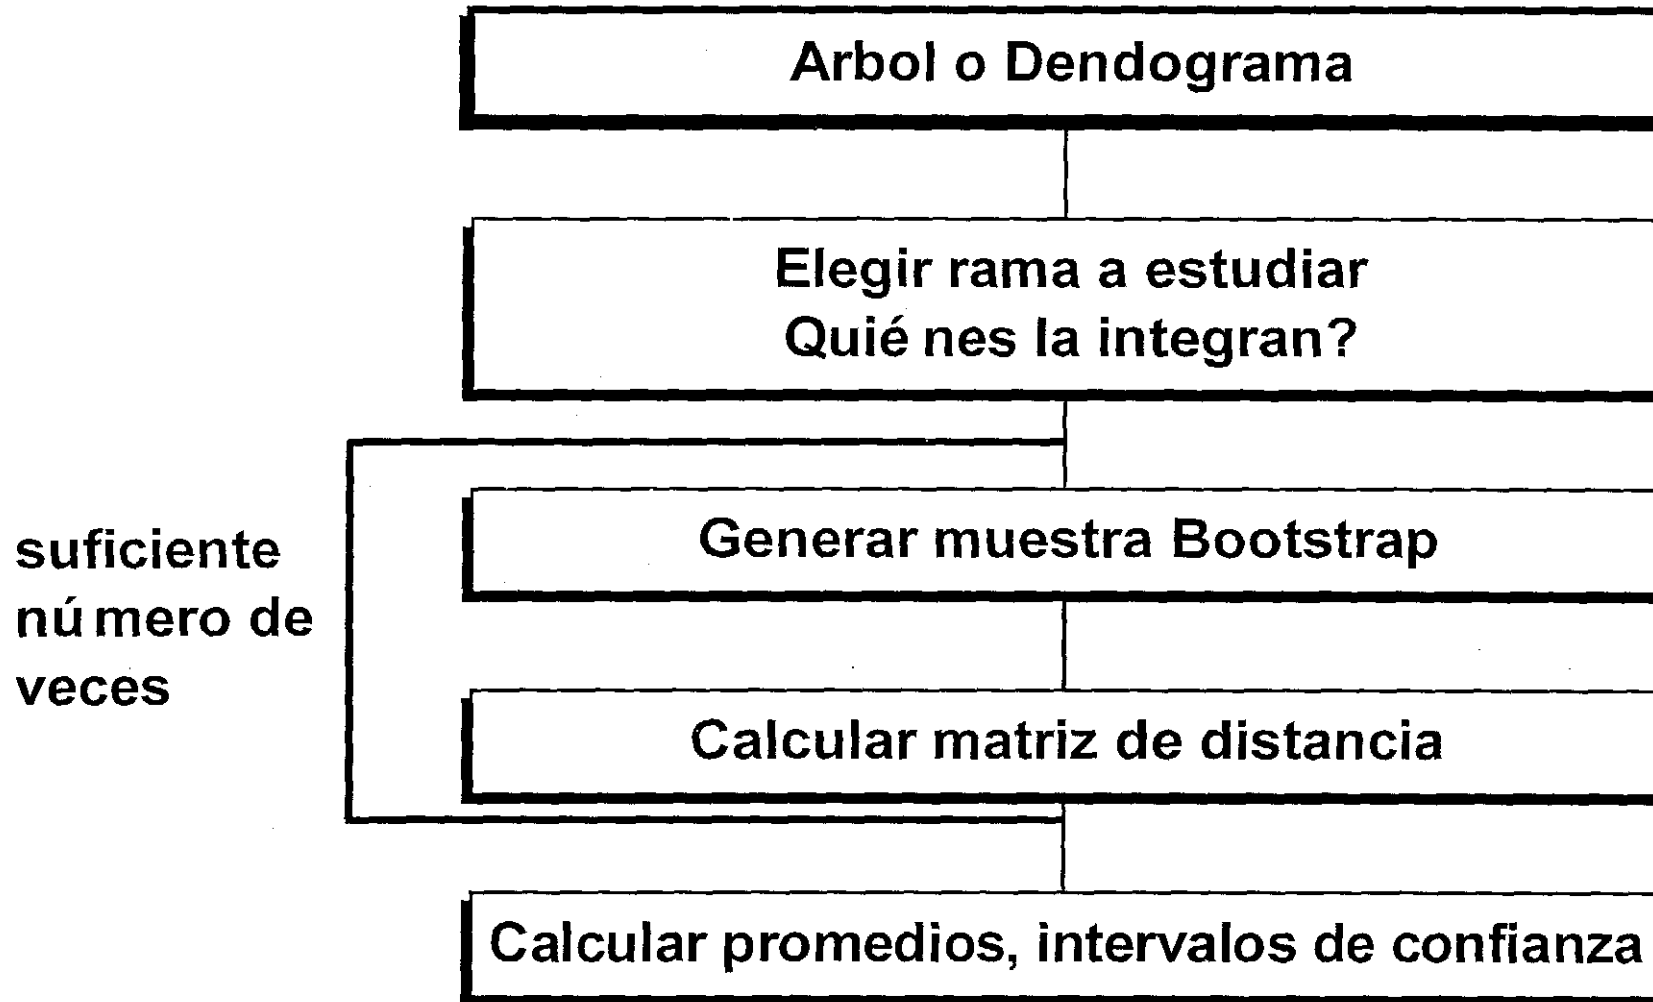 Arbol o Dendograma
Elegir rama a estudiar
Quié nes la integran?
Generar muestra Bootstrap
suficiente
nú mero de
veces
Calcular matriz de distancia
Calcular promedios, intervalos de confianza